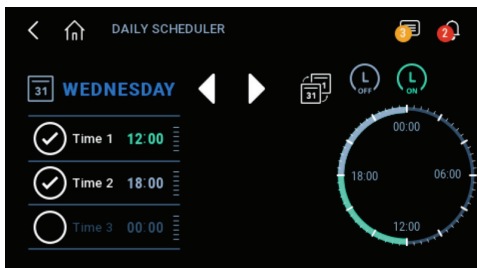 DAILY SCHEDULER
3
2
31
WEDNESDAY
1
31
L
OFF
L
ON
Time 1 12:00
Time 2 18:00
Time 3 00:00
00:00
18:00
06:00
12:00